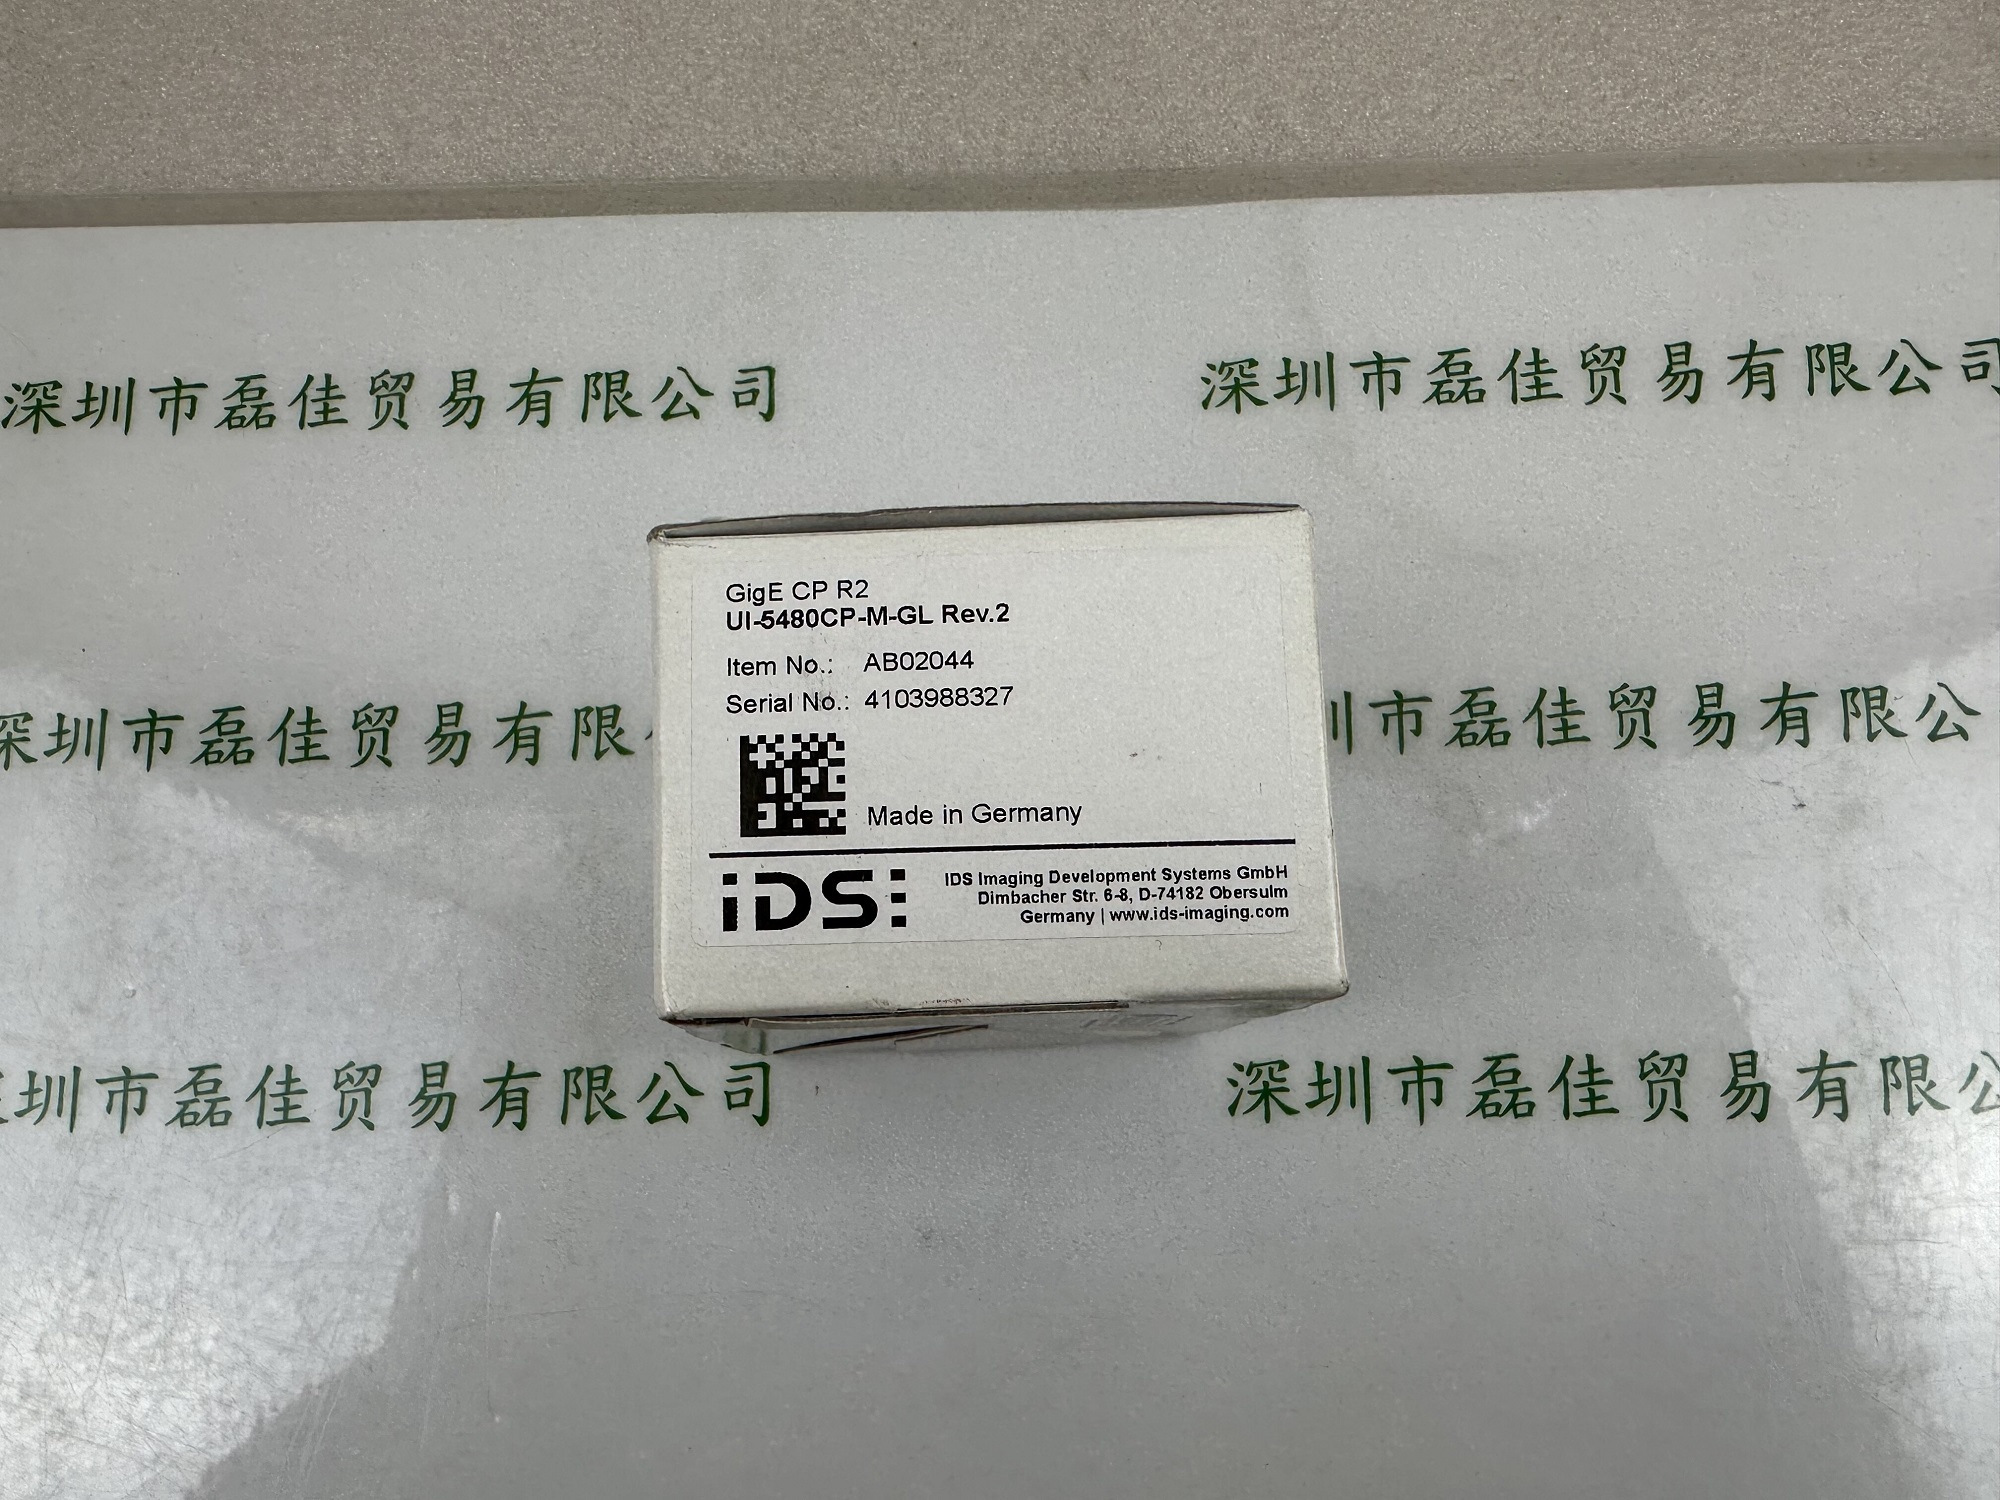 深圳市磊佳贸易有限公司
深圳市磊佳贸易有限公司
GigE CP R2
UI-5480CP-M-GL Rev.2
Item No.: AB02044
Serial No.: 4103988327
Made in Germany
iDS:
IDS Imaging Development Systems GmbH
Dimbacher Str. 6-8, D-74182 Obersulm
Germany | www.ids-imaging.com
深圳市磊佳贸易有限
圳市磊佳贸易有限公
圳市磊佳贸易有限公司
深圳市磊佳贸易有限公